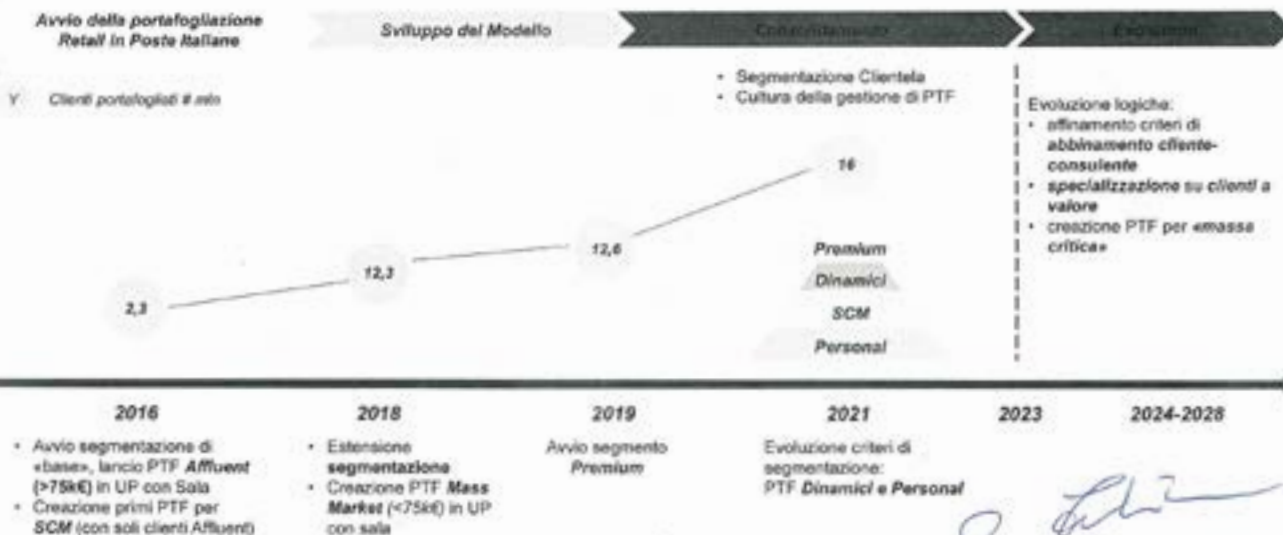 Avvio della portafogliazione
Retail in Poste Italiane
Sviluppo del Modello
Consolidamento
Evoluzioni
Y Clienti portafogliati # mln
• Segmentazione Clientela
• Cultura della gestione di PTF
Evoluzione logiche:
• affinamento criteri di
abbinamento cliente-
consulente
• specializzazione su clienti a
valore
• creazione PTF per «massa
critica»
2,3
12,3
12,6
16
Premium
Dinamici
SCM
Personal
2016
• Avvio segmentazione di
«base», lancio PTF Affluent
(>75k€) in UP con Sala
• Creazione primi PTF per
SCM (con soli clienti Affluent)
2018
• Estensione
segmentazione
• Creazione PTF Mass
Market (<75k€) in UP
con sala
2019
Avvio segmento
Premium
2021
Evoluzione criteri di
segmentazione:
PTF Dinamici e Personal
2023
2024-2028